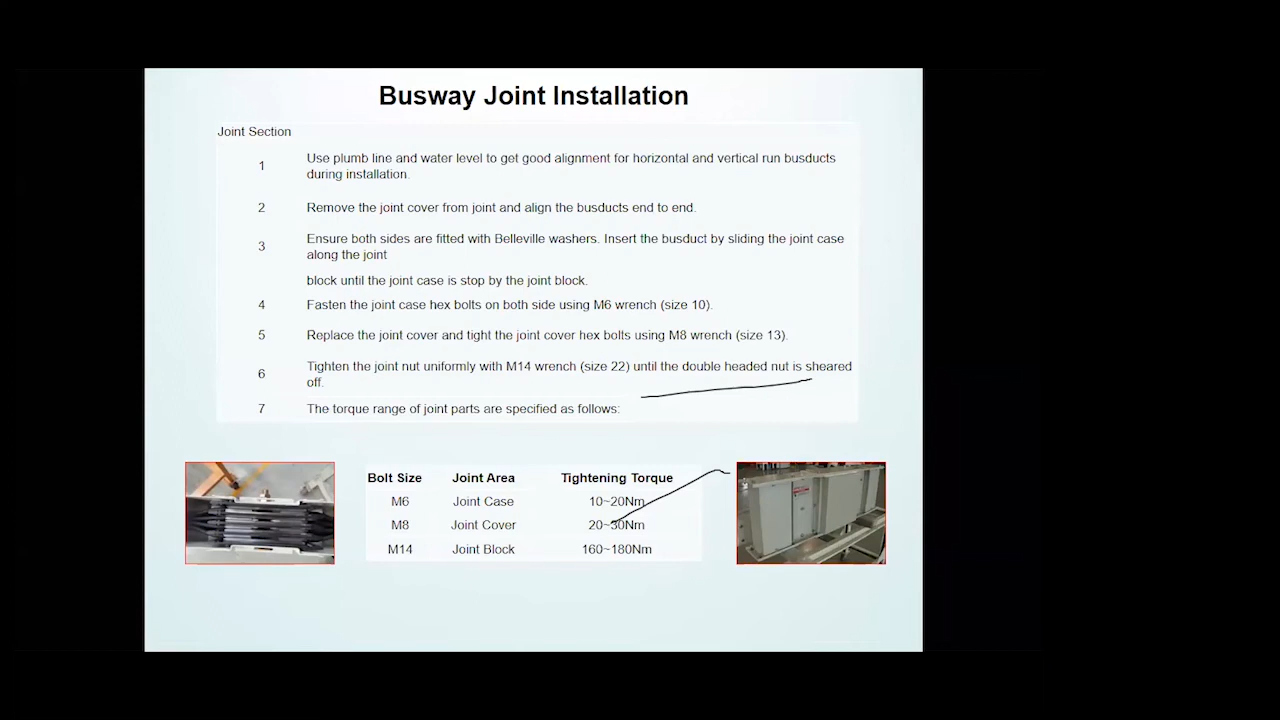 Busway Joint Installation
Joint Section
1 Use plumb line and water level to get good alignment for horizontal and vertical run busducts
during installation.
2 Remove the joint cover from joint and align the busducts end to end.
3 Ensure both sides are fitted with Belleville washers. Insert the busduct by sliding the joint case
along the joint
block until the joint case is stop by the joint block.
4 Fasten the joint case hex bolts on both side using M6 wrench (size 10).
5 Replace the joint cover and tight the joint cover hex bolts using M8 wrench (size 13).
6 Tighten the joint nut uniformly with M14 wrench (size 22) until the double headed nut is sheared
off.
7 The torque range of joint parts are specified as follows:
Bolt Size Joint Area Tightening Torque
M6 Joint Case 10~20Nm
M8 Joint Cover 20~30Nm
M14 Joint Block 160~180Nm